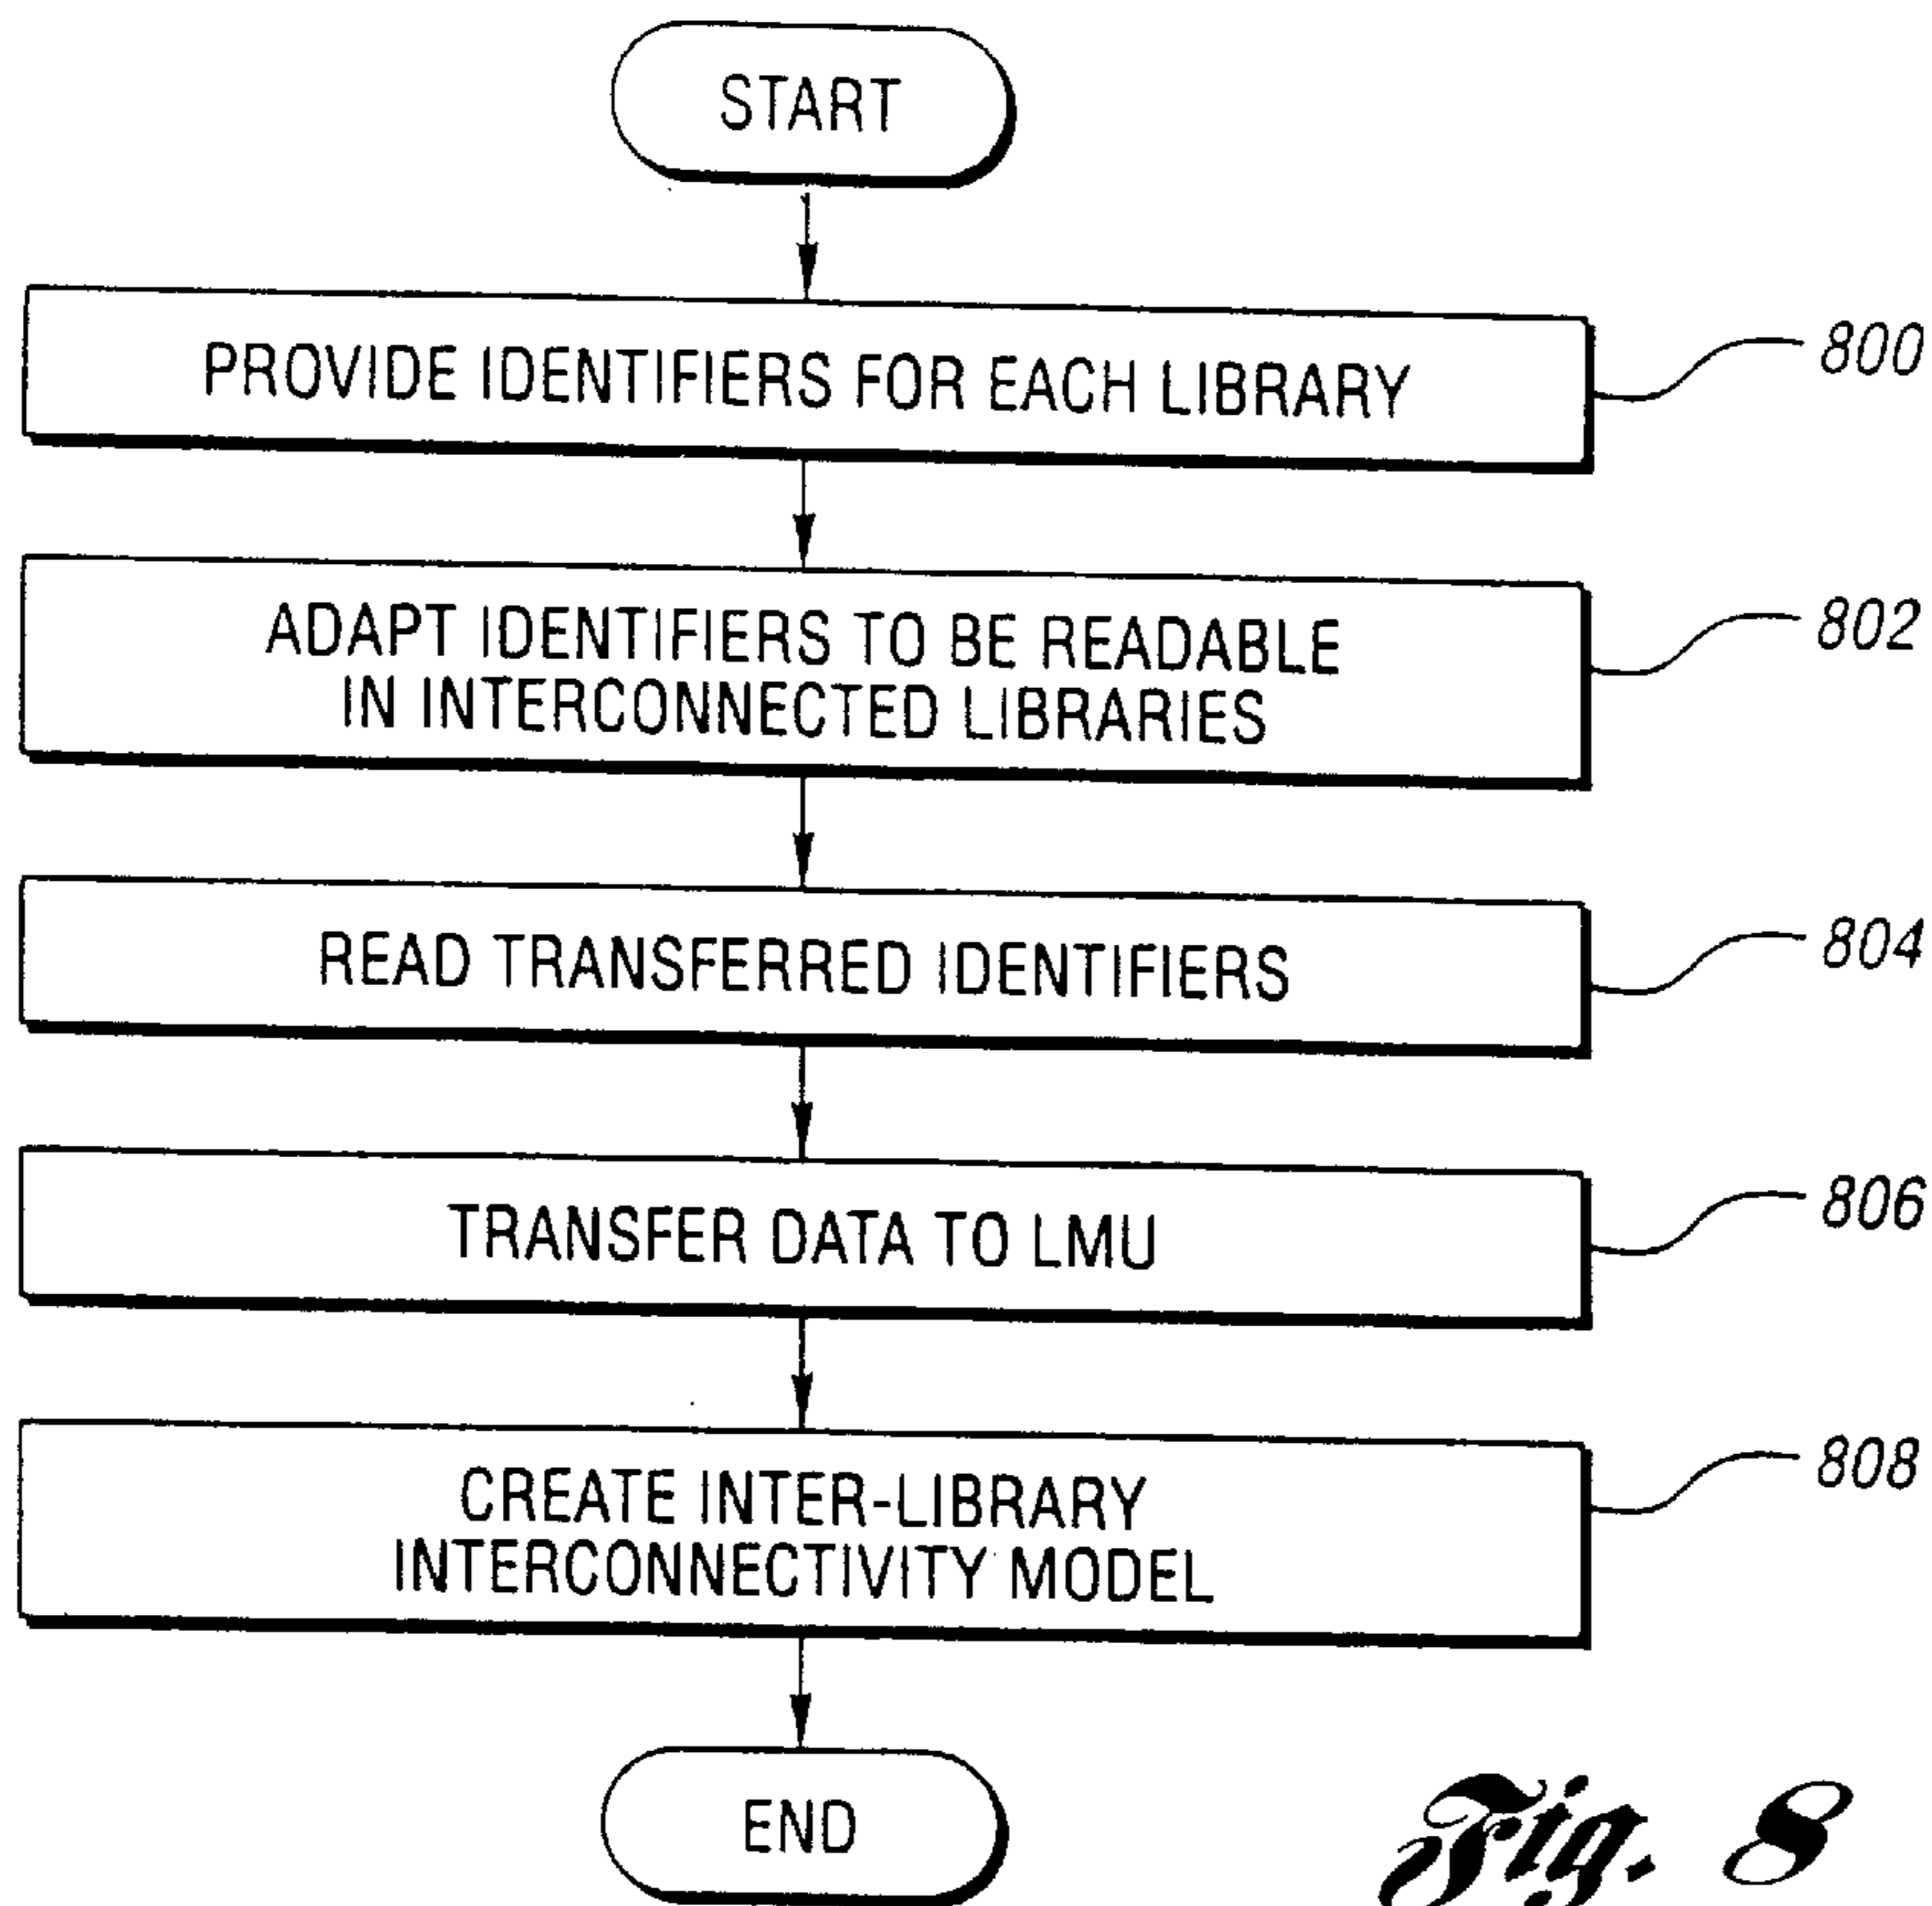 START
PROVIDE IDENTIFIERS FOR EACH LIBRARY
800
ADAPT IDENTIFIERS TO BE READABLE
IN INTERCONNECTED LIBRARIES
802
READ TRANSFERRED IDENTIFIERS
804
TRANSFER DATA TO LMU
806
CREATE INTER-LIBRARY
INTERCONNECTIVITY MODEL
808
END
Fig. 8